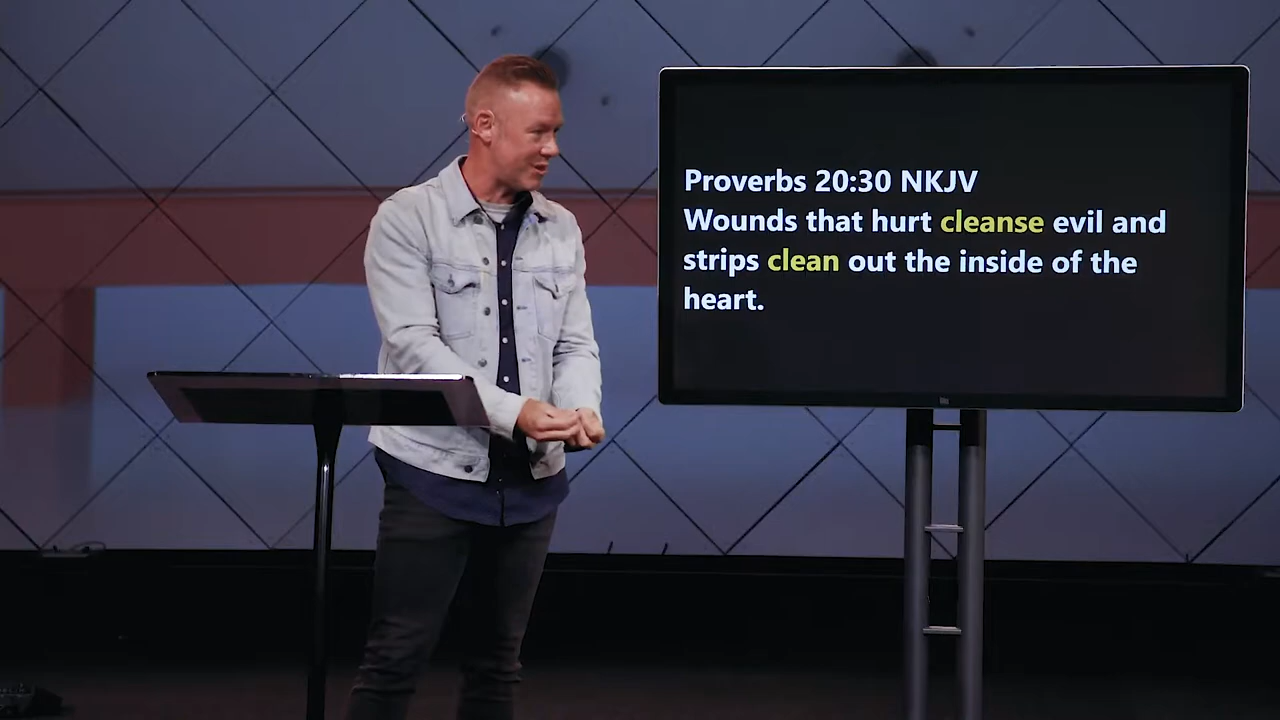 Proverbs 20:30 NKJV
Wounds that hurt cleanse evil and
strips clean out the inside of the
heart.